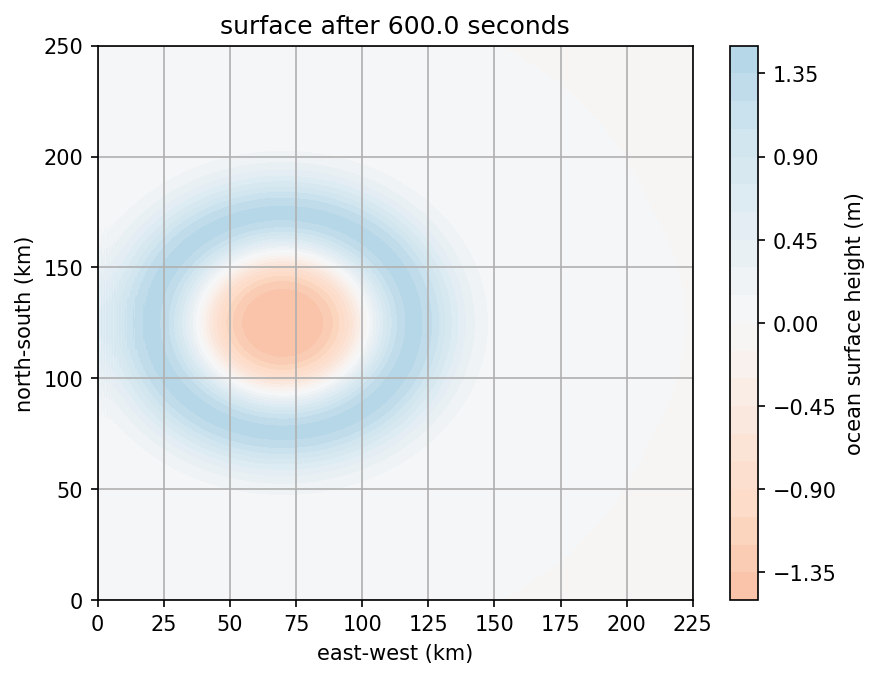 surface after 600.0 seconds
250
200
150
100
50
0
north-south (km)
0 25 50 75 100 125 150 175 200 225
east-west (km)
1.35
0.90
0.45
0.00
−0.45
−0.90
−1.35
ocean surface height (m)